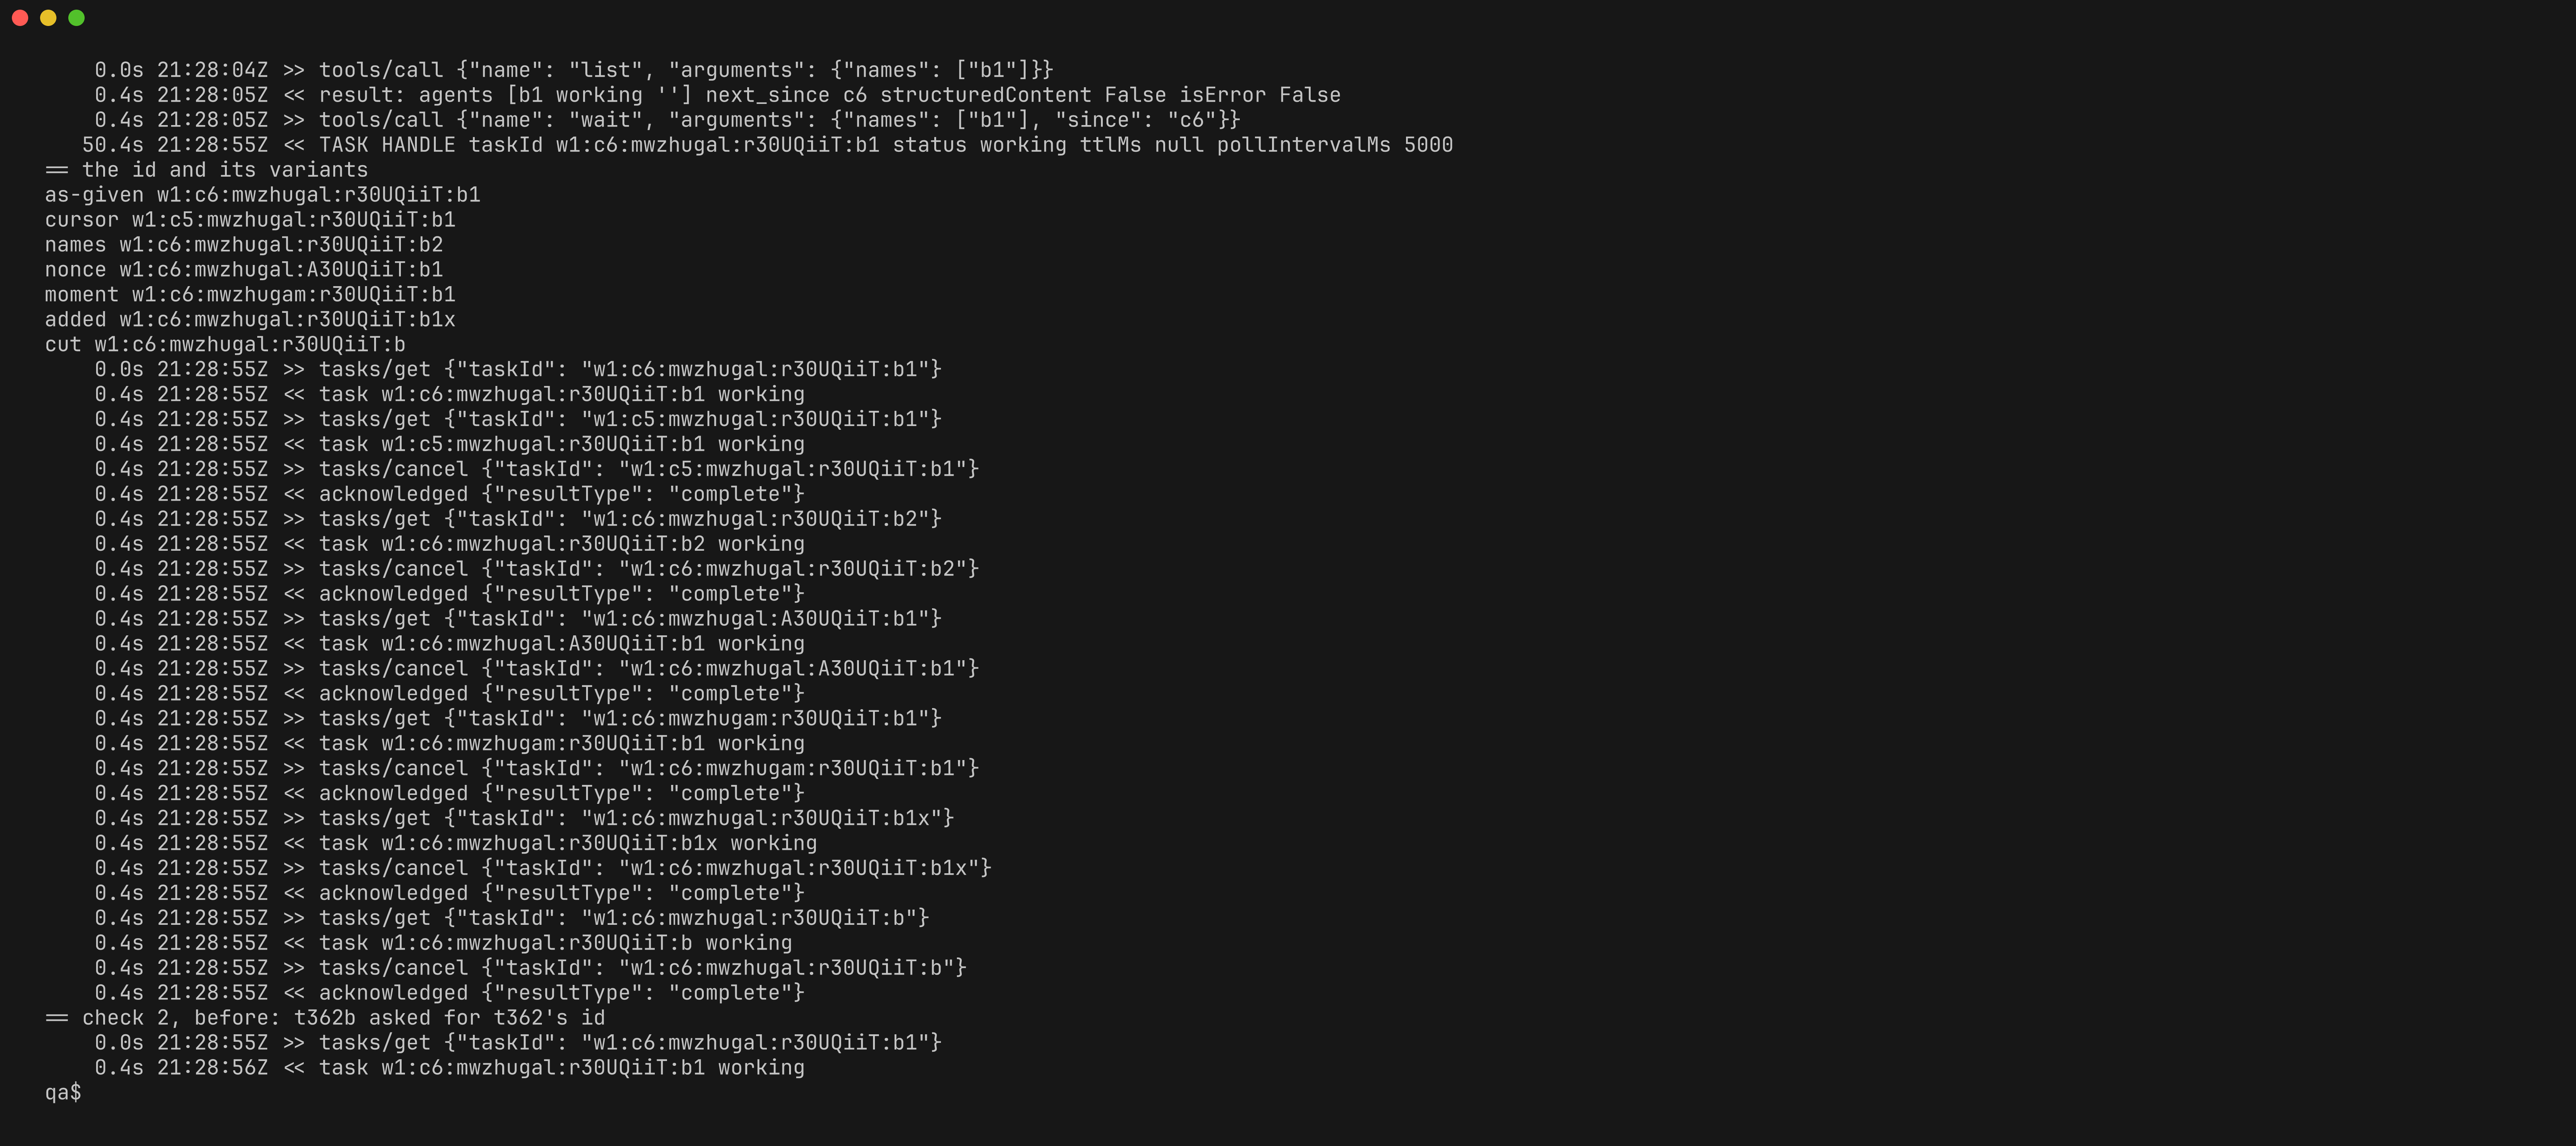 0.0s 21:28:04Z >> tools/call {"name": "list", "arguments": {"names": ["b1"]}}
0.4s 21:28:05Z << result: agents [b1 working ''] next_since c6 structuredContent False isError False
0.4s 21:28:05Z >> tools/call {"name": "wait", "arguments": {"names": ["b1"], "since": "c6"}}
50.4s 21:28:55Z << TASK HANDLE taskId w1:c6:mwzhugal:r30UQiiT:b1 status working ttlMs null pollIntervalMs 5000
== the id and its variants
as-given w1:c6:mwzhugal:r30UQiiT:b1
cursor w1:c5:mwzhugal:r30UQiiT:b1
names w1:c6:mwzhugal:r30UQiiT:b2
nonce w1:c6:mwzhugal:A30UQiiT:b1
moment w1:c6:mwzhugam:r30UQiiT:b1
added w1:c6:mwzhugal:r30UQiiT:b1x
cut w1:c6:mwzhugal:r30UQiiT:b
0.0s 21:28:55Z >> tasks/get {"taskId": "w1:c6:mwzhugal:r30UQiiT:b1"}
0.4s 21:28:55Z << task w1:c6:mwzhugal:r30UQiiT:b1 working
0.4s 21:28:55Z >> tasks/get {"taskId": "w1:c5:mwzhugal:r30UQiiT:b1"}
0.4s 21:28:55Z << task w1:c5:mwzhugal:r30UQiiT:b1 working
0.4s 21:28:55Z >> tasks/cancel {"taskId": "w1:c5:mwzhugal:r30UQiiT:b1"}
0.4s 21:28:55Z << acknowledged {"resultType": "complete"}
0.4s 21:28:55Z >> tasks/get {"taskId": "w1:c6:mwzhugal:r30UQiiT:b2"}
0.4s 21:28:55Z << task w1:c6:mwzhugal:r30UQiiT:b2 working
0.4s 21:28:55Z >> tasks/cancel {"taskId": "w1:c6:mwzhugal:r30UQiiT:b2"}
0.4s 21:28:55Z << acknowledged {"resultType": "complete"}
0.4s 21:28:55Z >> tasks/get {"taskId": "w1:c6:mwzhugal:A30UQiiT:b1"}
0.4s 21:28:55Z << task w1:c6:mwzhugal:A30UQiiT:b1 working
0.4s 21:28:55Z >> tasks/cancel {"taskId": "w1:c6:mwzhugal:A30UQiiT:b1"}
0.4s 21:28:55Z << acknowledged {"resultType": "complete"}
0.4s 21:28:55Z >> tasks/get {"taskId": "w1:c6:mwzhugam:r30UQiiT:b1"}
0.4s 21:28:55Z << task w1:c6:mwzhugam:r30UQiiT:b1 working
0.4s 21:28:55Z >> tasks/cancel {"taskId": "w1:c6:mwzhugam:r30UQiiT:b1"}
0.4s 21:28:55Z << acknowledged {"resultType": "complete"}
0.4s 21:28:55Z >> tasks/get {"taskId": "w1:c6:mwzhugal:r30UQiiT:b1x"}
0.4s 21:28:55Z << task w1:c6:mwzhugal:r30UQiiT:b1x working
0.4s 21:28:55Z >> tasks/cancel {"taskId": "w1:c6:mwzhugal:r30UQiiT:b1x"}
0.4s 21:28:55Z << acknowledged {"resultType": "complete"}
0.4s 21:28:55Z >> tasks/get {"taskId": "w1:c6:mwzhugal:r30UQiiT:b"}
0.4s 21:28:55Z << task w1:c6:mwzhugal:r30UQiiT:b working
0.4s 21:28:55Z >> tasks/cancel {"taskId": "w1:c6:mwzhugal:r30UQiiT:b"}
0.4s 21:28:55Z << acknowledged {"resultType": "complete"}
== check 2, before: t362b asked for t362's id
0.0s 21:28:55Z >> tasks/get {"taskId": "w1:c6:mwzhugal:r30UQiiT:b1"}
0.4s 21:28:56Z << task w1:c6:mwzhugal:r30UQiiT:b1 working
qa$